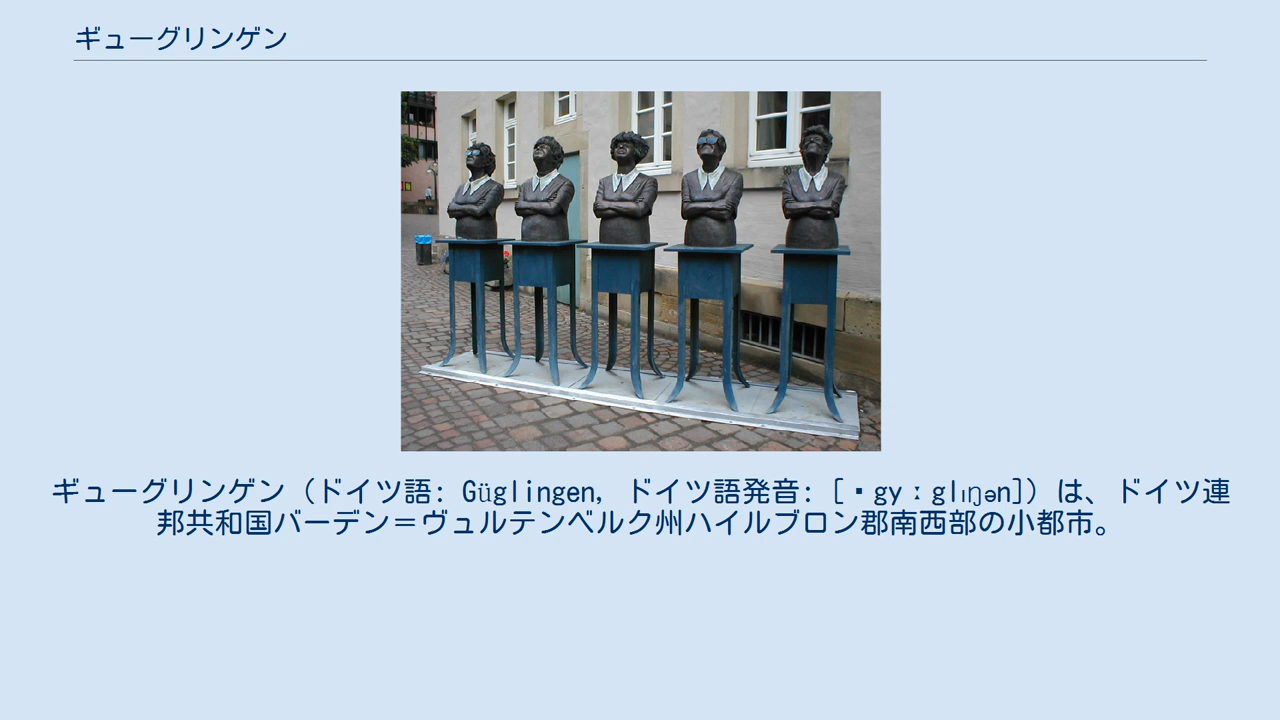 ギューグリンゲン
ギューグリンゲン（ドイツ語: Güglingen, ドイツ語発音: [ˈgyːglɪŋən]）は、ドイツ連
邦共和国バーデン＝ヴュルテンベルク州ハイルブロン郡南西部の小都市。